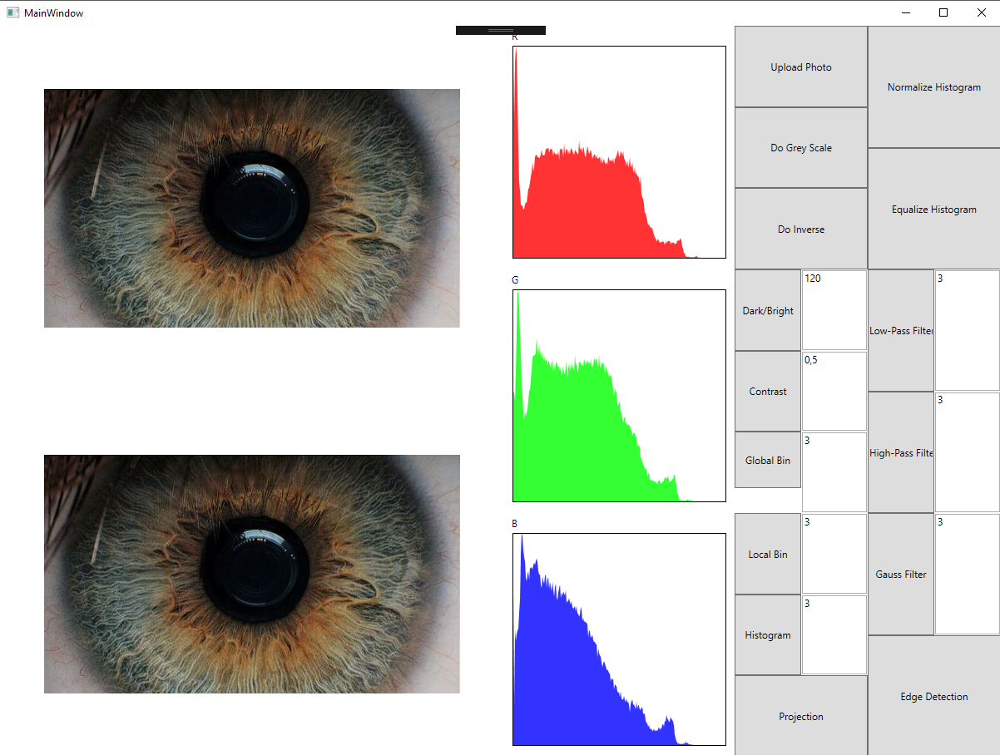 MainWindow
R
G
B
Upload Photo
Normalize Histogram
Do Grey Scale
Do Inverse
Equalize Histogram
Dark/Bright
120
Low-Pass Filter
3
Contrast
0,5
High-Pass Filte
3
Global Bin
3
Local Bin
3
Gauss Filter
3
Histogram
3
Projection
Edge Detection